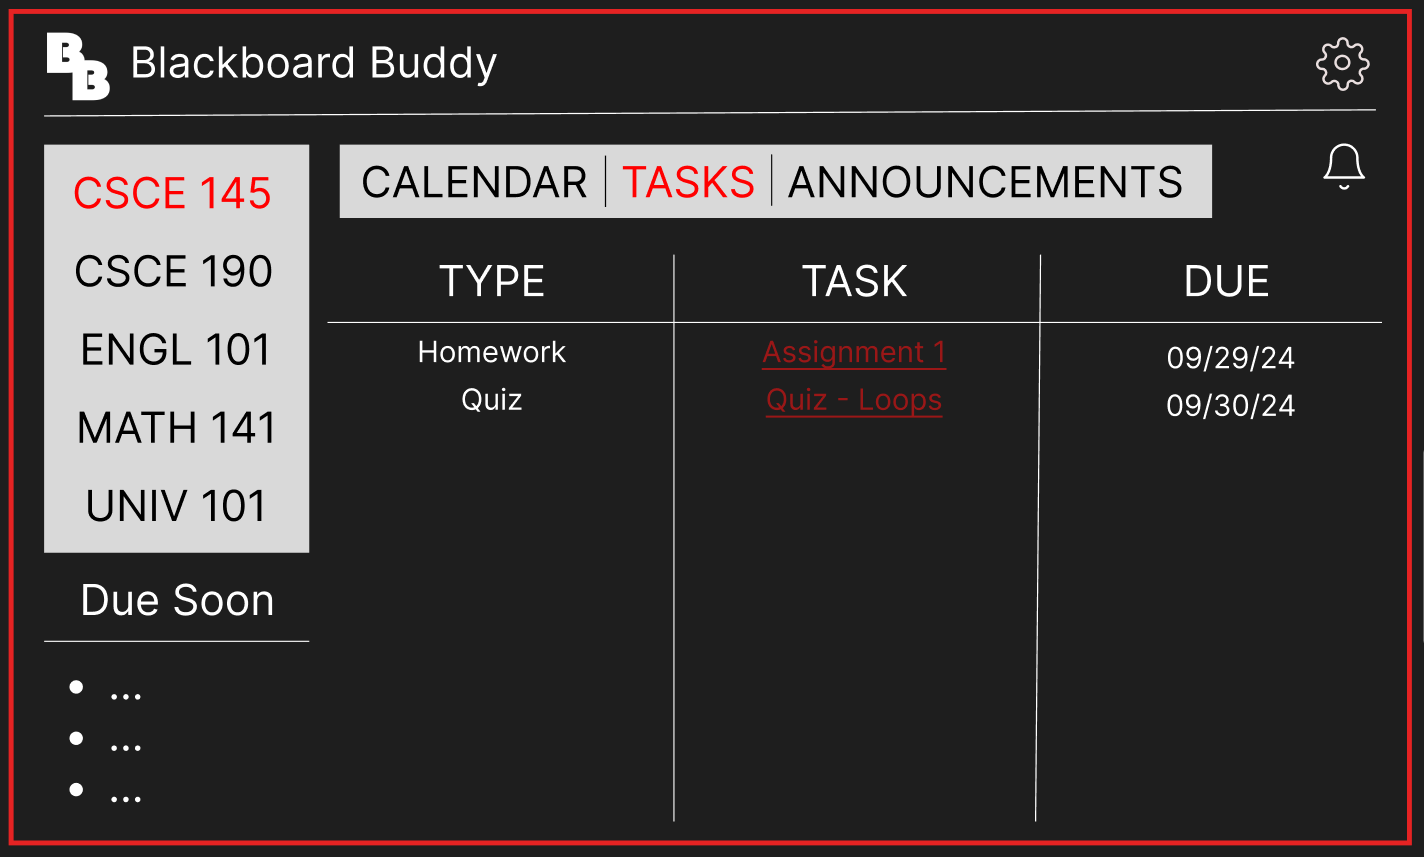 BB Blackboard Buddy
CSCE 145
CSCE 190
ENGL 101
MATH 141
UNIV 101
Due Soon
• ...
• ...
• ...
CALENDAR | TASKS | ANNOUNCEMENTS
TYPE TASK DUE
Homework Assignment 1 09/29/24
Quiz Quiz - Loops 09/30/24